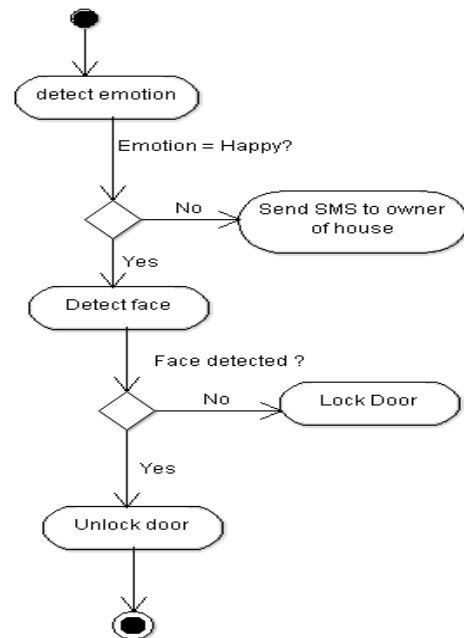 detect emotion
Emotion = Happy?
No
Send SMS to owner
of house
Yes
Detect face
Face detected ?
No
Lock Door
Yes
Unlock door